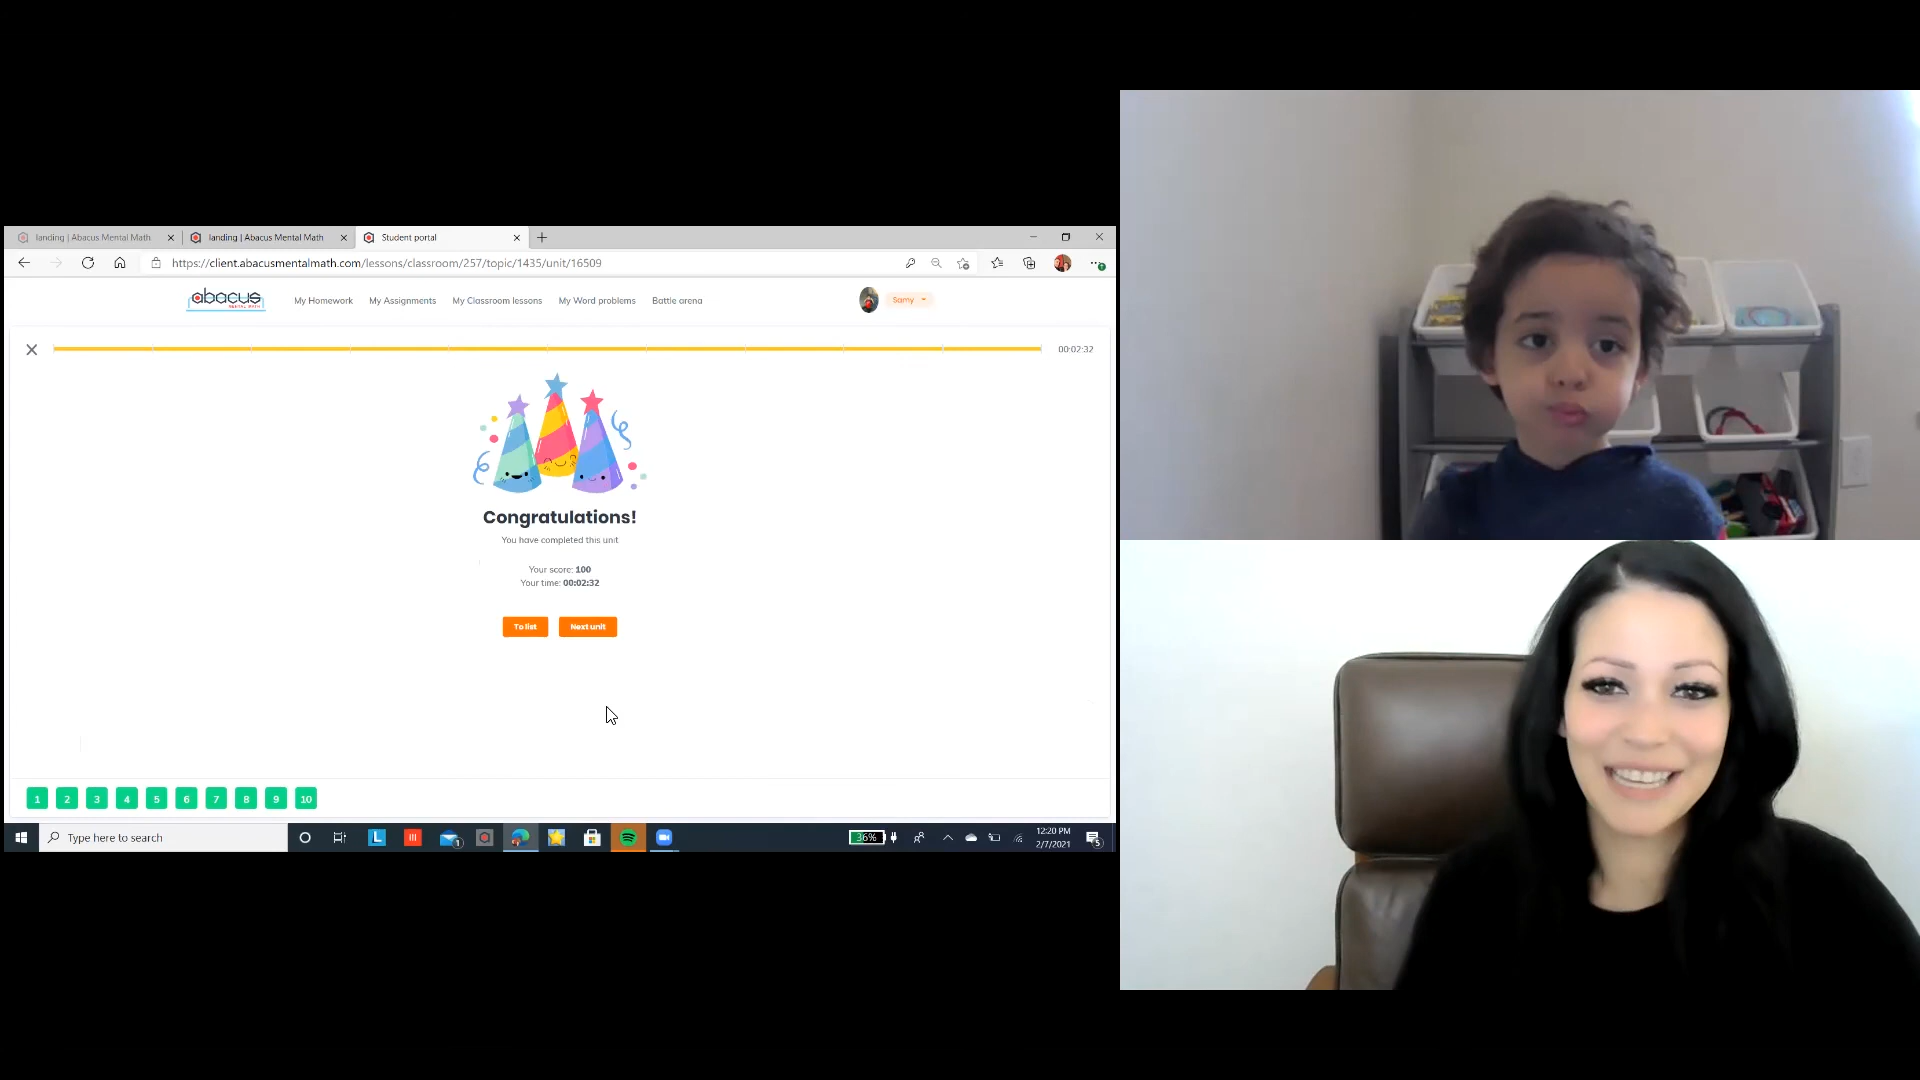 landing | Abacus Mental Math
landing | Abacus Mental Math
Student portal
https://client.abacusmentalmath.com/lessons/classroom/257/topic/1435/unit/16509
abacus
MENTAL MATH
My Homework
My Assignments
My Classroom lessons
My Word problems
Battle arena
Samy
00:02:32
Congratulations!
You have completed this unit
Your score: 100
Your time: 00:02:32
To list
Next unit
1 2 3 4 5 6 7 8 9 10
Type here to search
L
1
36%
12:20 PM
2/7/2021
5